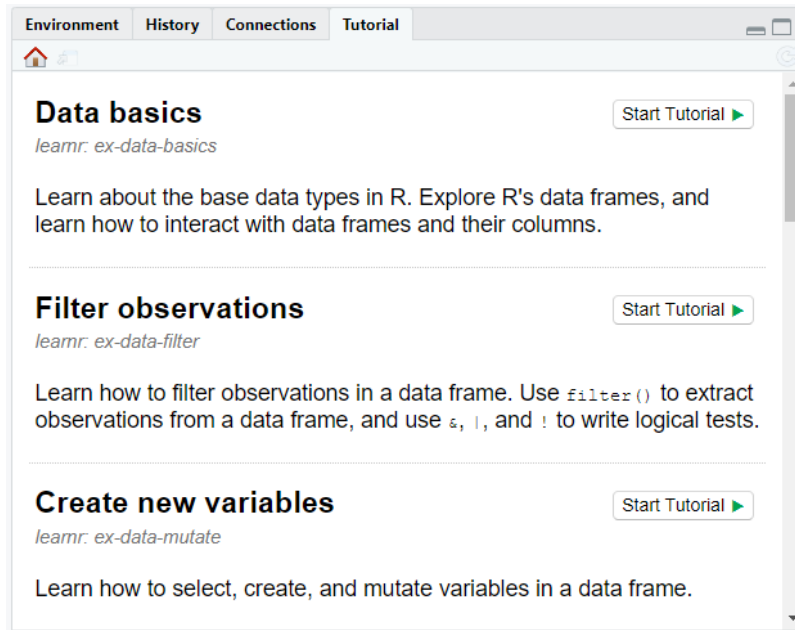 Environment History Connections Tutorial
Data basics
Start Tutorial
learnr: ex-data-basics
Learn about the base data types in R. Explore R's data frames, and
learn how to interact with data frames and their columns.
Filter observations
Start Tutorial
learnr: ex-data-filter
Learn how to filter observations in a data frame. Use filter() to extract
observations from a data frame, and use &, |, and ! to write logical tests.
Create new variables
Start Tutorial
learnr: ex-data-mutate
Learn how to select, create, and mutate variables in a data frame.